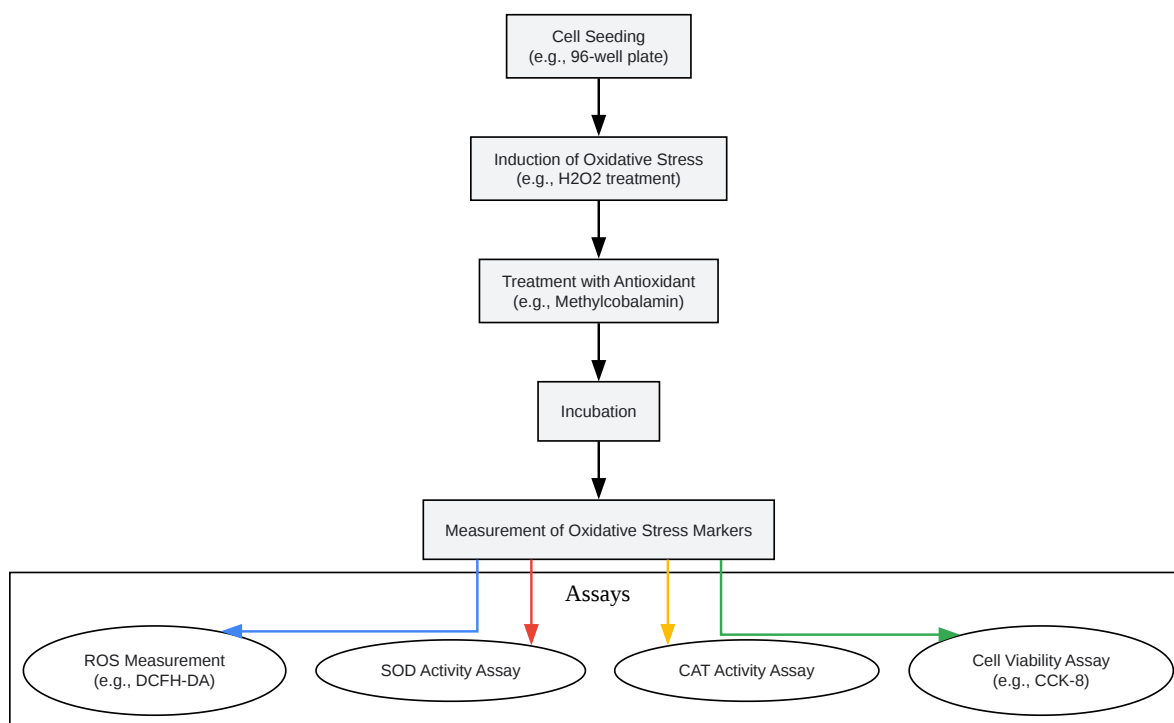 Cell Seeding
(e.g., 96-well plate)
Induction of Oxidative Stress
(e.g., H2O2 treatment)
Treatment with Antioxidant
(e.g., Methylcobalamin)
Incubation
Measurement of Oxidative Stress Markers
Assays
ROS Measurement
(e.g., DCFH-DA)
SOD Activity Assay
CAT Activity Assay
Cell Viability Assay
(e.g., CCK-8)